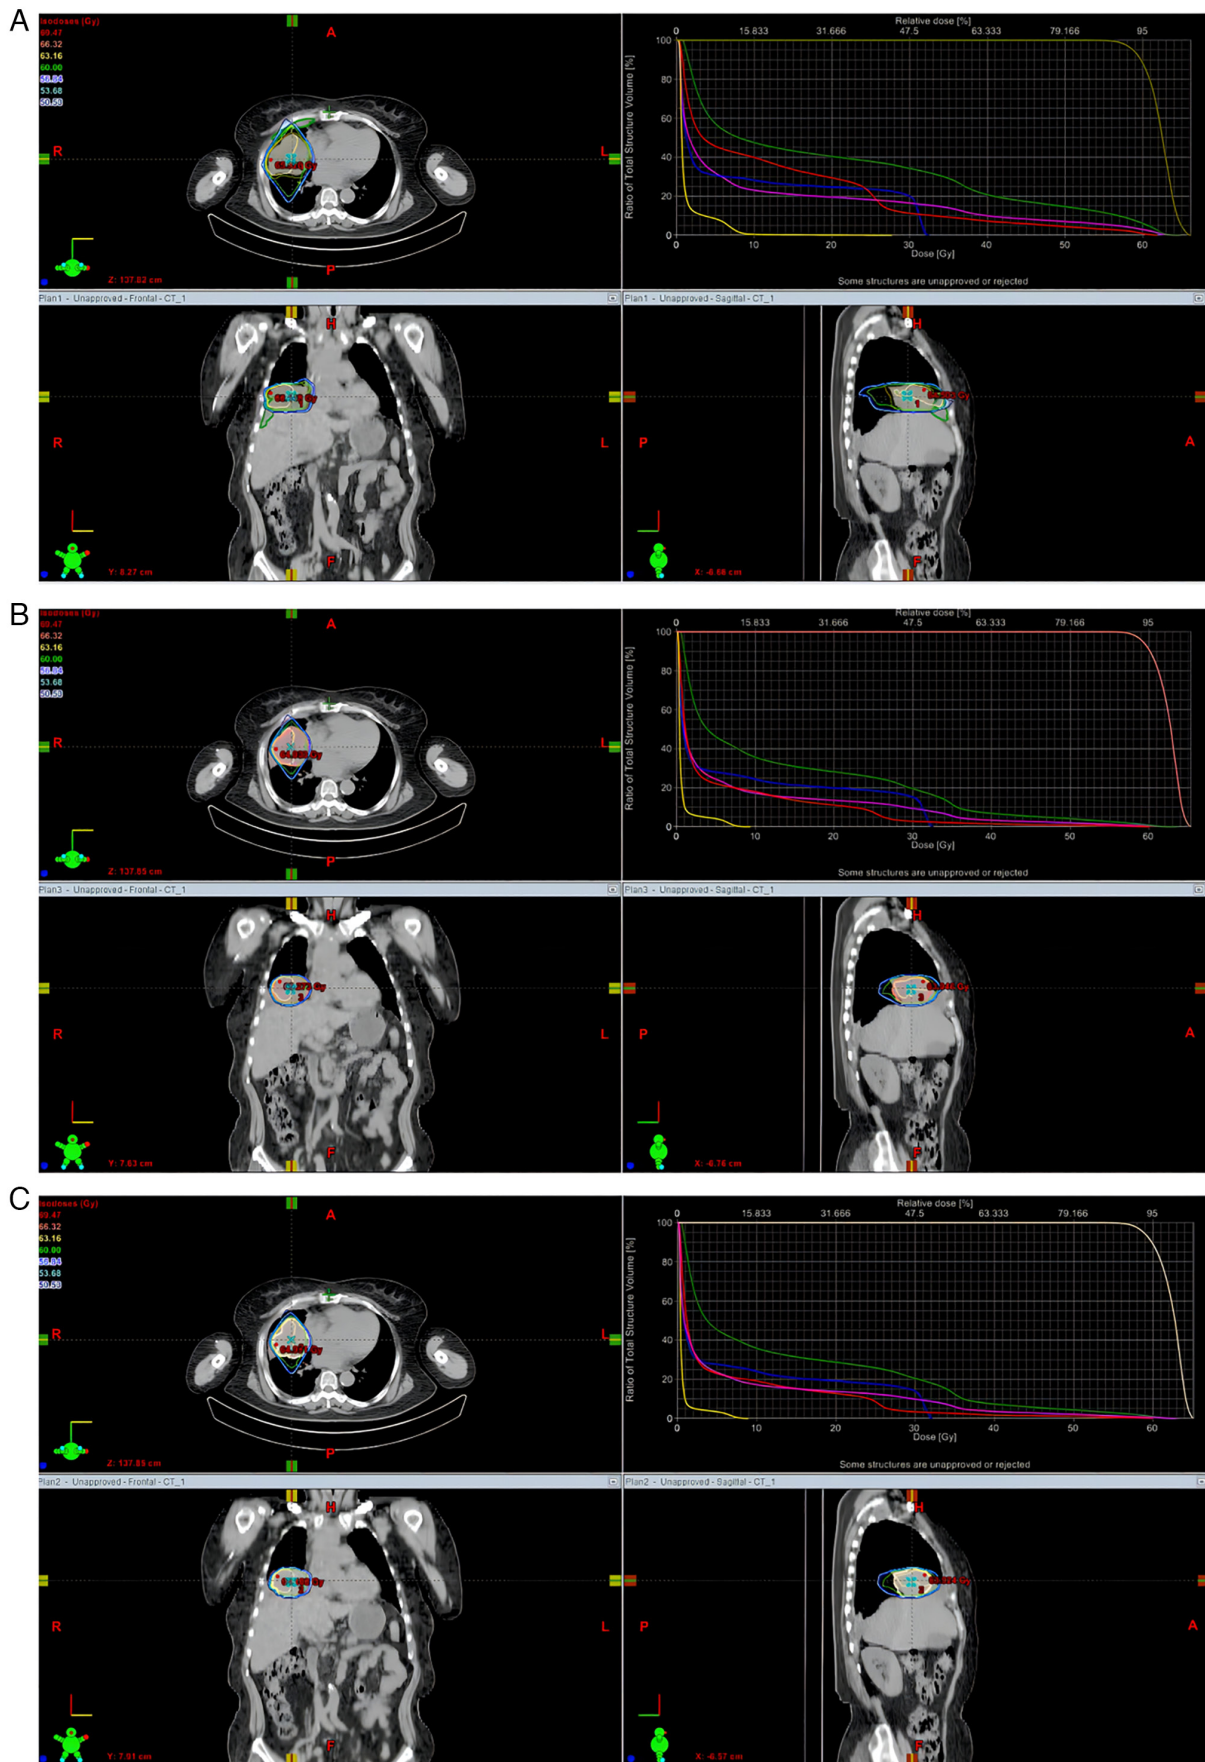 A
Isodoses (Gy)
69.47
66.32
63.16
60.00
56.84
53.68
50.53
A
R
L
P
Z: 137.82 cm
Relative dose [%]
0 15.833 31.666 47.5 63.333 79.166 95
Ratio of Total Structure Volume [%]
100
80
60
40
20
0
0 10 20 30 40 50 60
Dose [Gy]
Some structures are unapproved or rejected
Plan1 - Unapproved - Frontal - CT_1
H
R
L
1
F
Y: 8.27 cm
Plan1 - Unapproved - Sagittal - CT_1
H
P
A
1
F
X: -6.66 cm
B
Isodoses (Gy)
69.47
66.32
63.16
60.00
56.84
53.68
50.53
A
R
L
P
Z: 137.85 cm
Relative dose [%]
0 15.833 31.666 47.5 63.333 79.166 95
Ratio of Total Structure Volume [%]
100
80
60
40
20
0
0 10 20 30 40 50
Dose [Gy]
Some structures are unapproved or rejected
Plan3 - Unapproved - Frontal - CT_1
H
R
L
3
F
Y: 7.63 cm
Plan3 - Unapproved - Sagittal - CT_1
H
P
A
3
F
X: -6.76 cm
C
Isodoses (Gy)
69.47
66.32
63.16
60.00
56.84
53.68
50.53
A
R
L
P
Z: 137.85 cm
Relative dose [%]
0 15.833 31.666 47.5 63.333 79.166 95
Ratio of Total Structure Volume [%]
100
80
60
40
20
0
0 10 20 30 40 50 60
Dose [Gy]
Some structures are unapproved or rejected
Plan2 - Unapproved - Frontal - CT_1
H
R
L
2
F
Y: 7.91 cm
Plan2 - Unapproved - Sagittal - CT_1
H
P
A
2
F
X: -6.57 cm